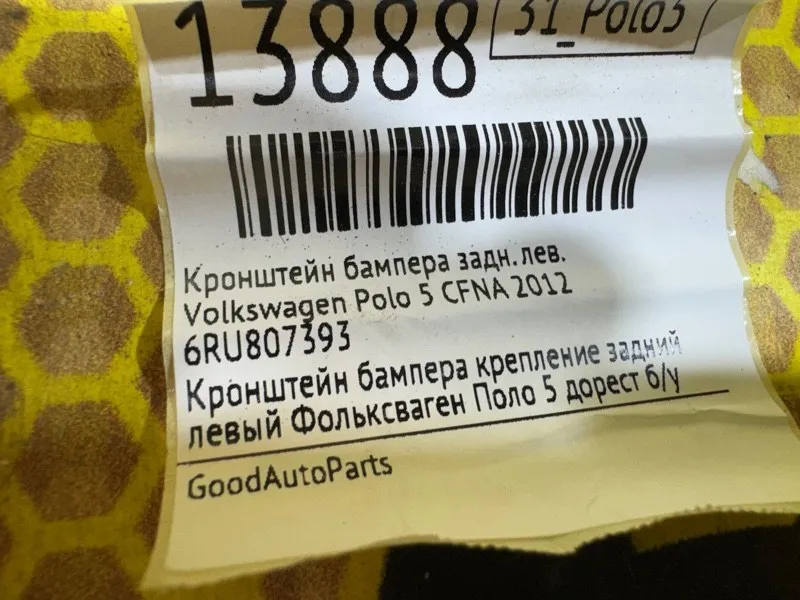 13888
31_Polo5
Кронштейн бампера задн.лев.
Volkswagen Polo 5 CFNA 2012
6RU807393
Кронштейн бампера крепление задний
левый Фольксваген Поло 5 дорест б/у
GoodAutoParts